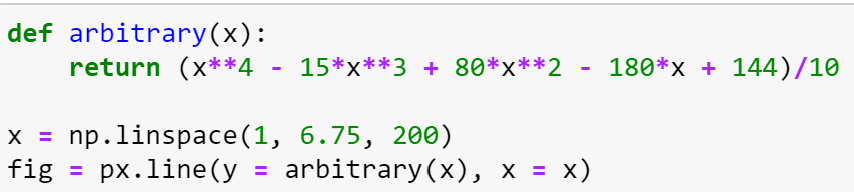 def arbitrary(x):
    return (x**4 - 15*x**3 + 80*x**2 - 180*x + 144)/10
x = np.linspace(1, 6.75, 200)
fig = px.line(y = arbitrary(x), x = x)